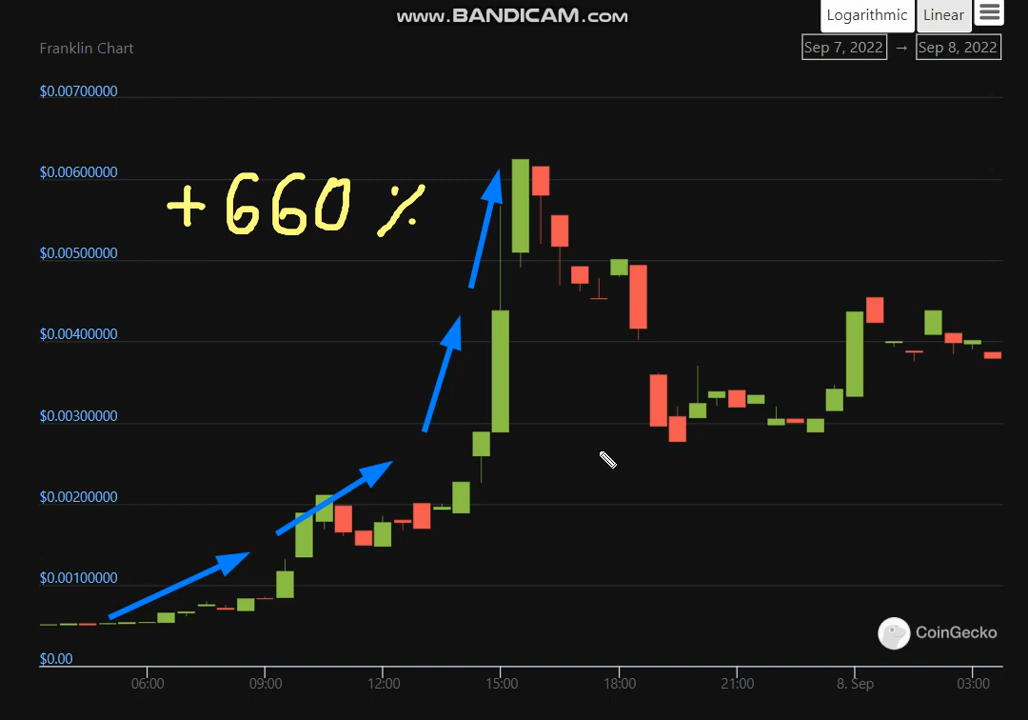 www.BANDICAM.com
Logarithmic Linear
Franklin Chart
Sep 7, 2022 → Sep 8, 2022
$0.00700000
$0.00600000
+660 %
$0.00500000
$0.00400000
$0.00300000
$0.00200000
$0.00100000
CoinGecko
$0.00
06:00 09:00 12:00 15:00 18:00 21:00 8. Sep 03:00